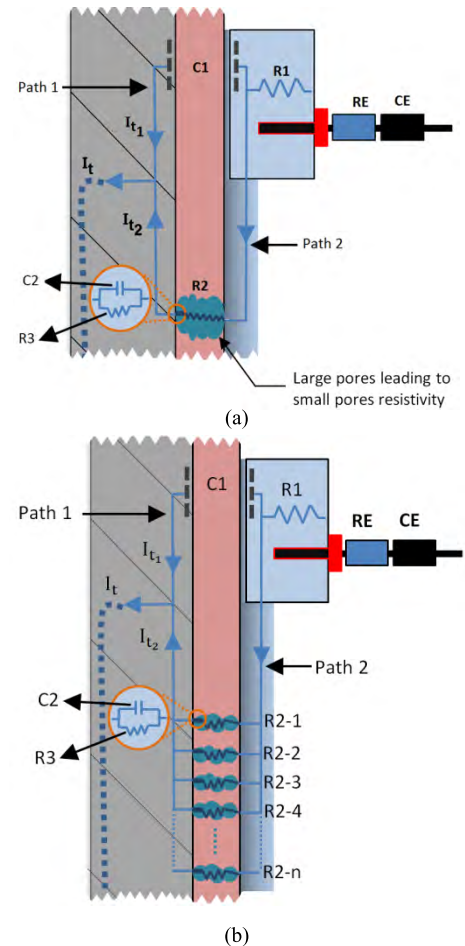 C1
R1
Path 1
RE
CE
It1
It
It2
Path 2
C2
R2
R3
Large pores leading to
small pores resistivity
(a)
C1
R1
Path 1
RE
CE
It1
It
It2
Path 2
C2
R2-1
R3
R2-2
R2-3
R2-4
R2-n
(b)